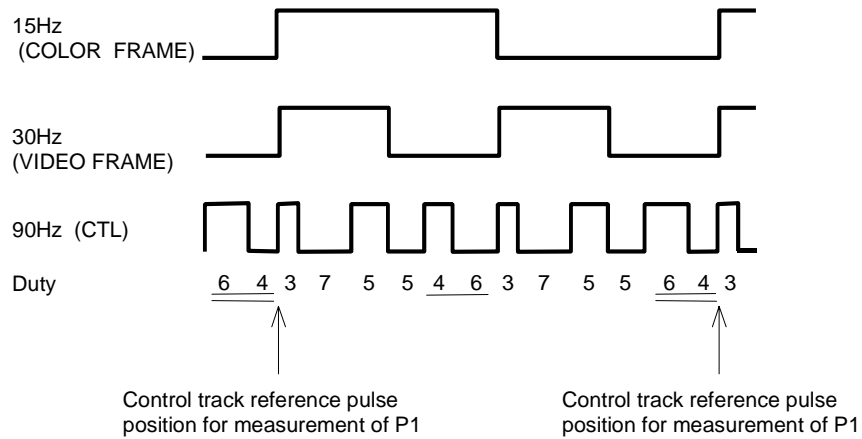 15Hz
(COLOR FRAME)
30Hz
(VIDEO FRAME)
90Hz (CTL)
Duty 6 4 3 7 5 5 4 6 3 7 5 5 6 4 3
Control track reference pulse
position for measurement of P1
Control track reference pulse
position for measurement of P1